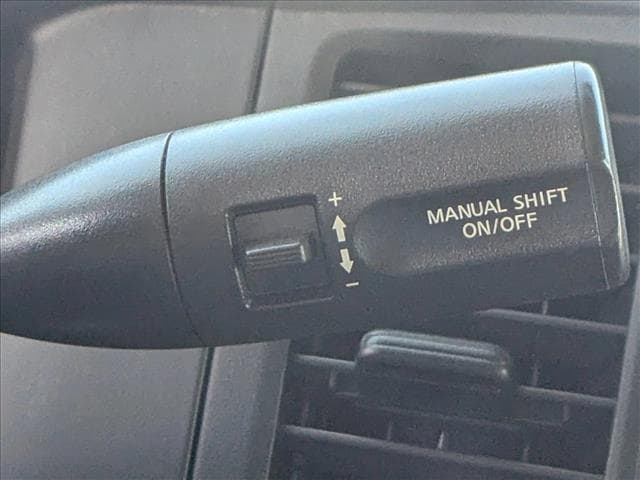 +
MANUAL SHIFT
ON/OFF
−